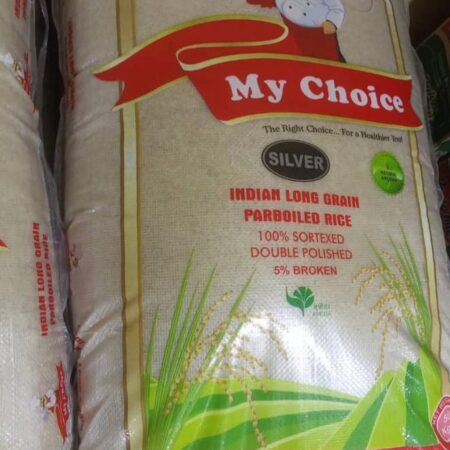 My Choice
The Right Choice... For a Healthier You!
SILVER
INDIAN LONG GRAIN
PARBOILED RICE
100% SORTEXED
DOUBLE POLISHED
5% BROKEN
INDIAN LONG GRAIN
PARBOILED RICE